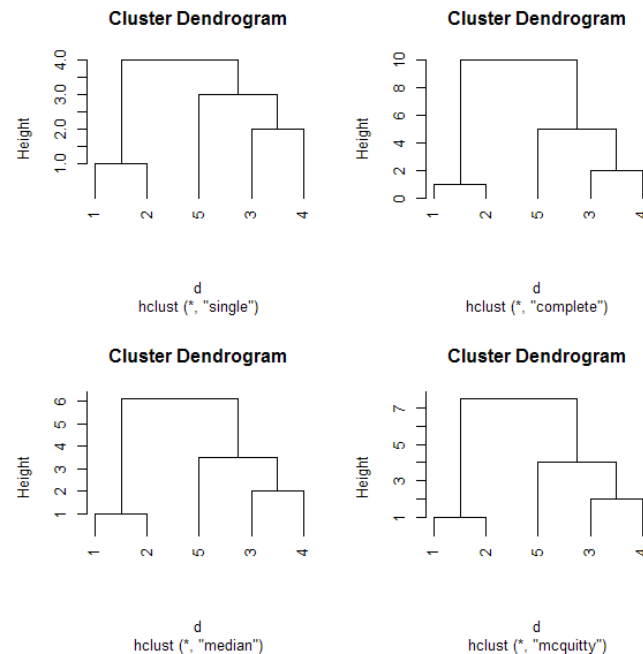 Cluster Dendrogram
Height
4.0
3.0
2.0
1.0
1
2
5
3
4
d
hclust (*, "single")
Cluster Dendrogram
Height
10
8
6
4
2
0
1
2
5
3
4
d
hclust (*, "complete")
Cluster Dendrogram
Height
6
5
4
3
2
1
1
2
5
3
4
d
hclust (*, "median")
Cluster Dendrogram
Height
7
5
3
1
1
2
5
3
4
d
hclust (*, "mcquitty")